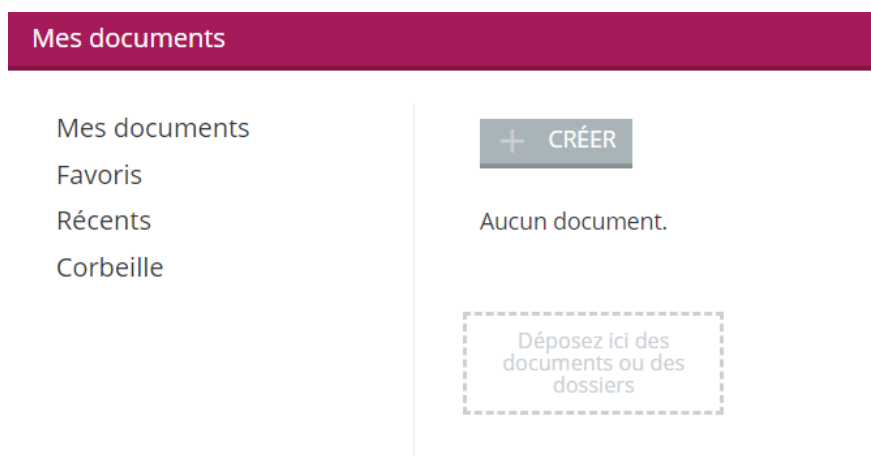 Mes documents
Mes documents
Favoris
Récents
Corbeille
+ CRÉER
Aucun document.
Déposez ici des
documents ou des
dossiers